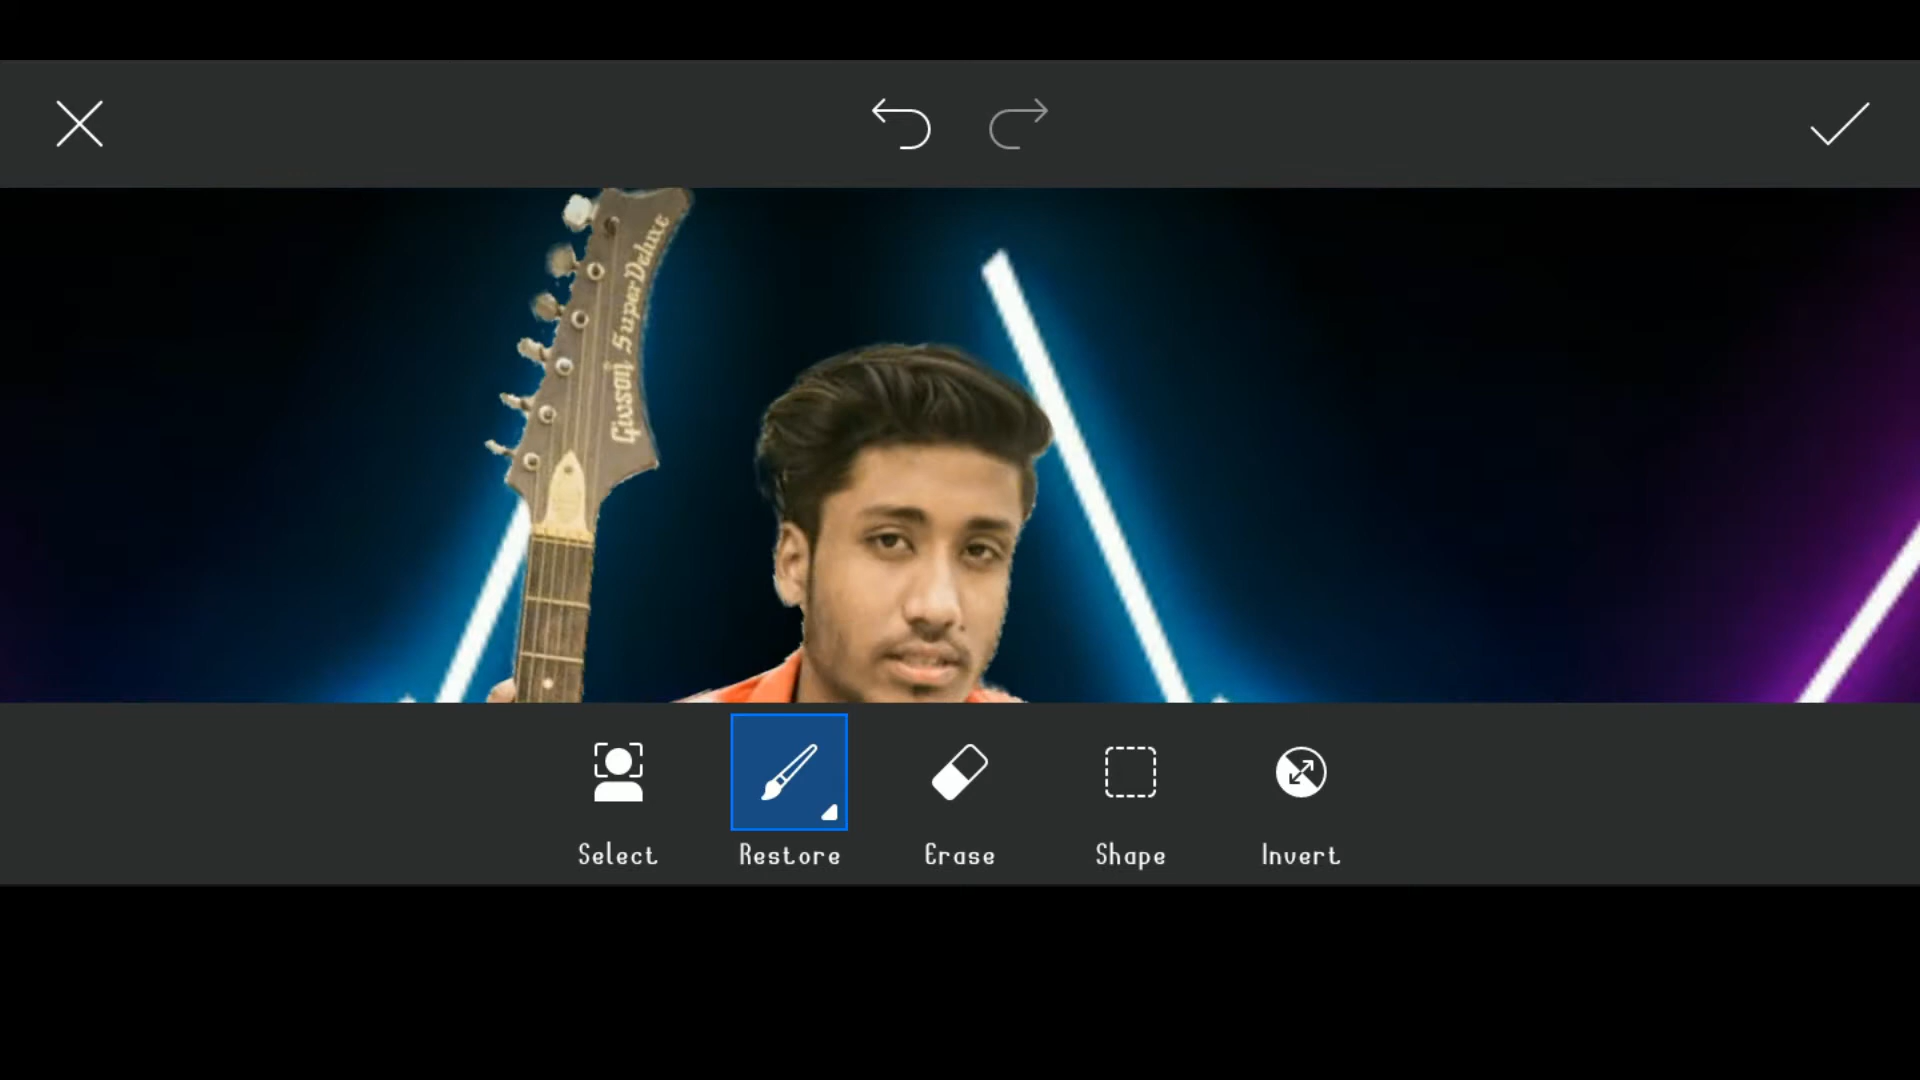 Givson Super Deluxe
Select
Restore
Erase
Shape
Invert